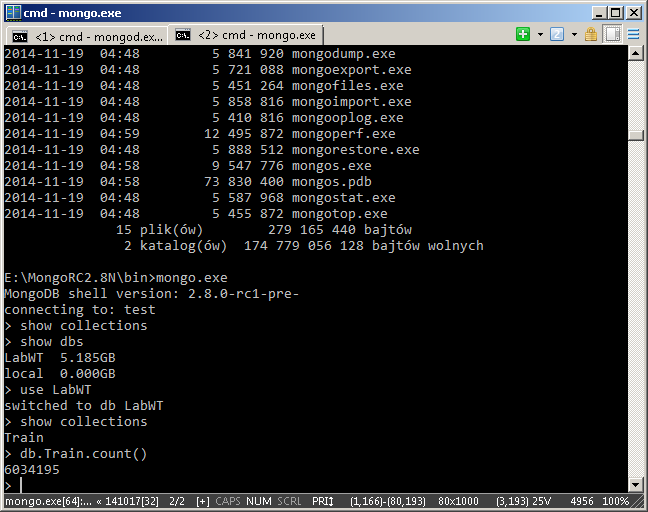 cmd - mongo.exe
<1> cmd - mongod.ex... <2> cmd - mongo.exe
2014-11-19  04:48             5 841 920 mongodump.exe
2014-11-19  04:48             5 721 088 mongoexport.exe
2014-11-19  04:48             5 451 264 mongofiles.exe
2014-11-19  04:48             5 858 816 mongoimport.exe
2014-11-19  04:48             5 410 816 mongooplog.exe
2014-11-19  04:59            12 495 872 mongoperf.exe
2014-11-19  04:48             5 888 512 mongorestore.exe
2014-11-19  04:58             9 547 776 mongos.exe
2014-11-19  04:58            73 830 400 mongos.pdb
2014-11-19  04:48             5 587 968 mongostat.exe
2014-11-19  04:48             5 455 872 mongotop.exe
15 plik(ów)        279 165 440 bajtów
2 katalog(ów)  174 779 056 128 bajtów wolnych
E:\MongoRC2.8N\bin>mongo.exe
MongoDB shell version: 2.8.0-rc1-pre-
connecting to: test
> show collections
> show dbs
LabWT  5.185GB
local  0.000GB
> use LabWT
switched to db LabWT
> show collections
Train
> db.Train.count()
6034195
>
mongo.exe[64]:... « 141017[32] 2/2 [+] CAPS NUM SCRL PRI↕ (1,166)-(80,193) 80x1000 (3,193) 25V 4956 100%